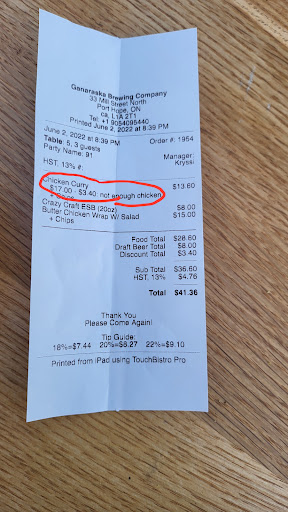 Ganaraska Brewing Company
33 Mill Street North
Port Hope, ON
ca, L1A 2T1
Tel. +1 9054095440
Printed June 2, 2022 at 8:39 PM
June 2, 2022 at 8:39 PM
Order #: 1954
Table: 5, 3 guests
Party Name: 91
Manager
Kryssi
HST, 13% #:
Chicken Curry $13.60
$17.00 - $3.40 not enough chicken
Crazy Craft ESB (20oz) $8.00
Butter Chicken Wrap W/ Salad $15.00
+ Chips
Food Total $28.60
Draft Beer Total $8.00
Discount Total $3.40
Sub Total $36.60
HST, 13% $4.76
Total $41.36
Thank You
Please Come Again!
Tip Guide:
18%=$7.44 20%=$8.27 22%=$9.10
Printed from iPad using TouchBistro Pro